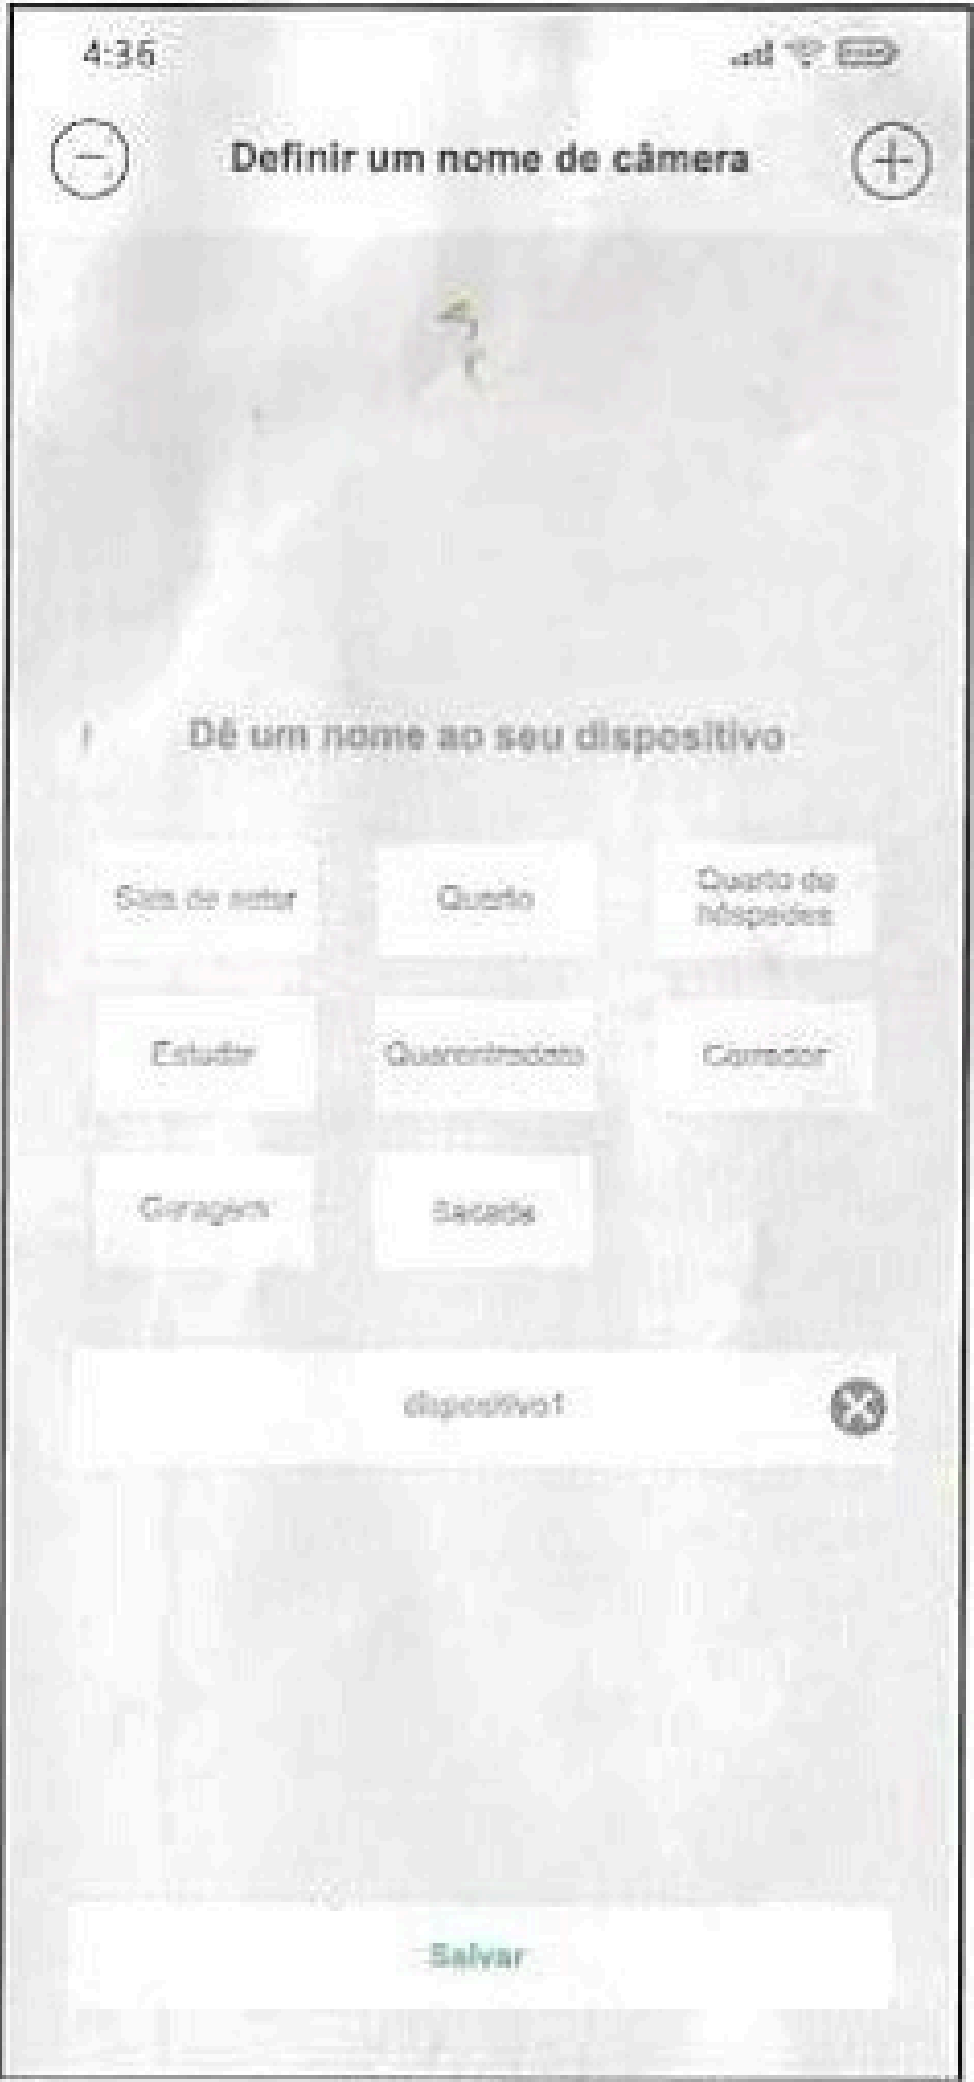 4:36
Definir um nome de câmera
Dê um nome ao seu dispositivo
Sala de estar
Quarto
Quarto de
hóspedes
Estudar
Corredor
Garagem
Sacada
dispositivo1
Salvar